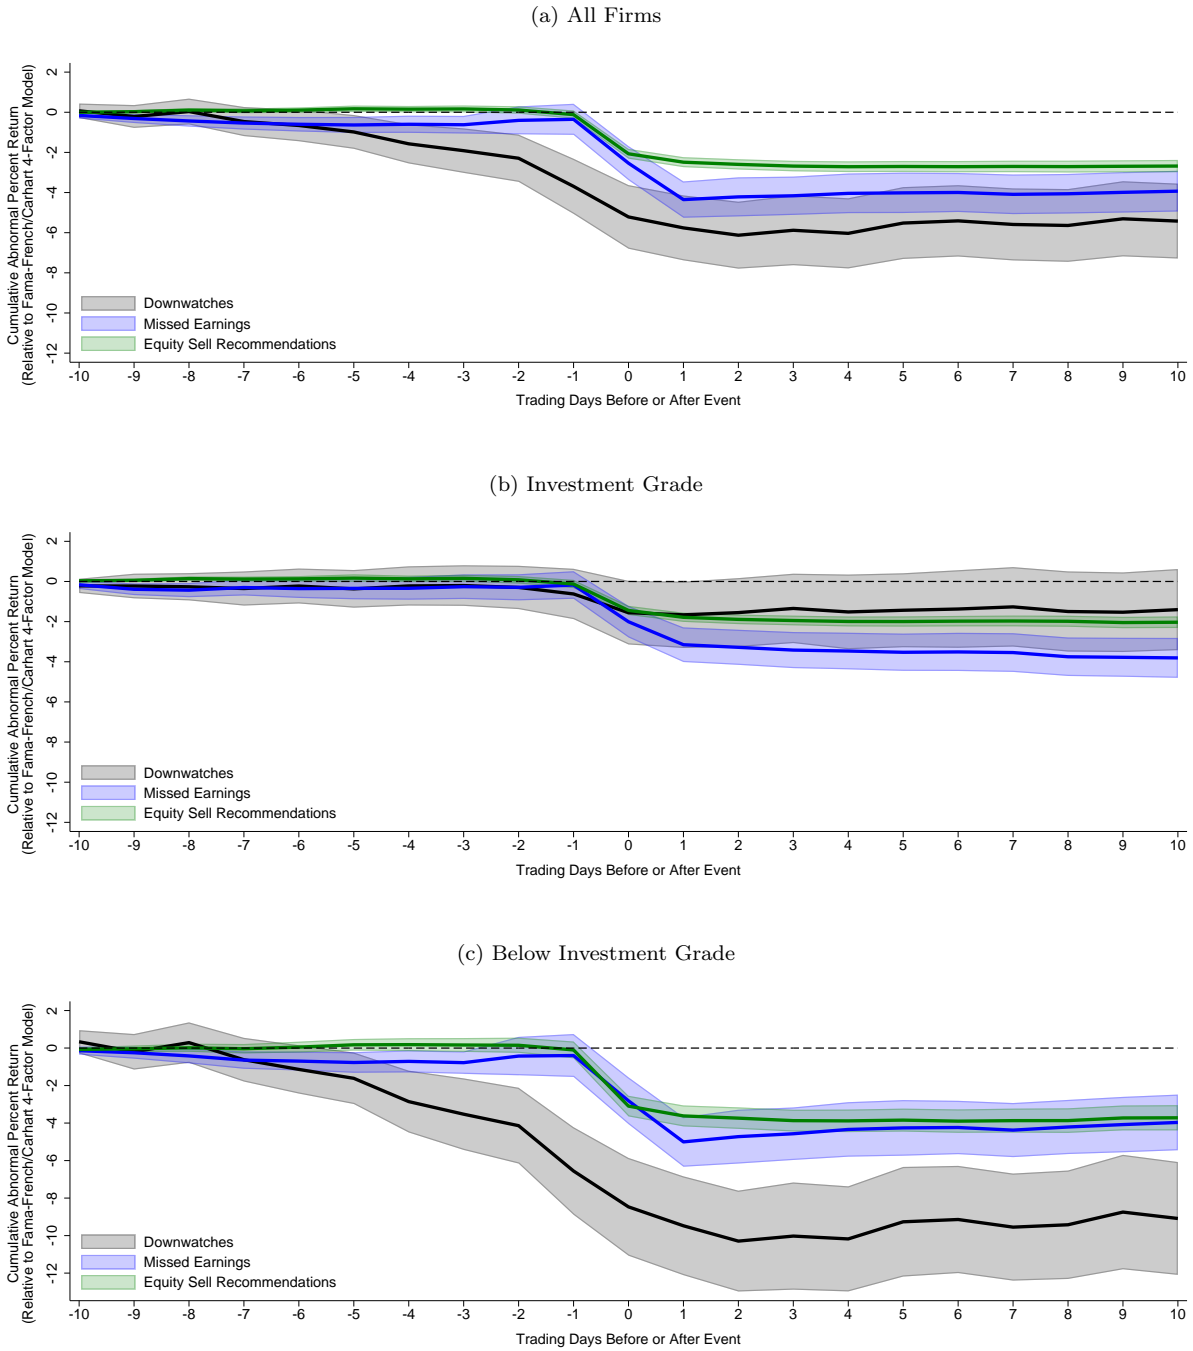 (a) All Firms
Cumulative Abnormal Percent Return
(Relative to Fama-French/Carhart 4-Factor Model)
2
0
-2
-4
-6
-8
-10
-12
Downwatches
Missed Earnings
Equity Sell Recommendations
-10 -9 -8 -7 -6 -5 -4 -3 -2 -1 0 1 2 3 4 5 6 7 8 9 10
Trading Days Before or After Event
(b) Investment Grade
Cumulative Abnormal Percent Return
(Relative to Fama-French/Carhart 4-Factor Model)
2
0
-2
-4
-6
-8
-10
-12
Downwatches
Missed Earnings
Equity Sell Recommendations
-10 -9 -8 -7 -6 -5 -4 -3 -2 -1 0 1 2 3 4 5 6 7 8 9 10
Trading Days Before or After Event
(c) Below Investment Grade
Cumulative Abnormal Percent Return
(Relative to Fama-French/Carhart 4-Factor Model)
2
0
-2
-4
-6
-8
-10
-12
Downwatches
Missed Earnings
Equity Sell Recommendations
-10 -9 -8 -7 -6 -5 -4 -3 -2 -1 0 1 2 3 4 5 6 7 8 9 10
Trading Days Before or After Event